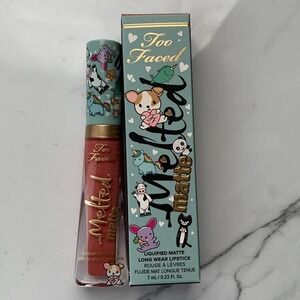 Too
Faced
Melted
matte
Too
Faced
Melted
matte
LIQUIFIED MATTE
LONG WEAR LIPSTICK
ROUGE À LÈVRES
FLUIDE MAT LONGUE TENUE
7 mL / 0.23 fl. Oz.